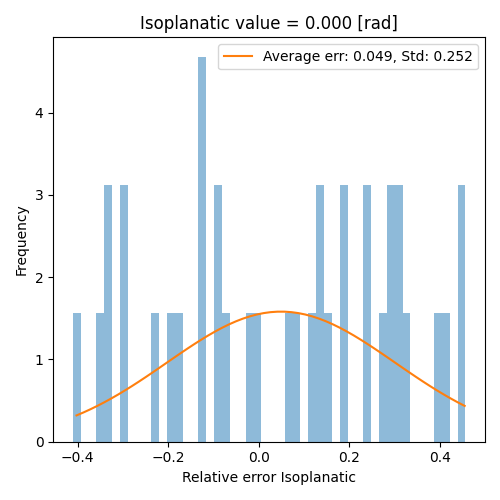 Isoplanatic value = 0.000 [rad]
Average err: 0.049, Std: 0.252
Frequency
4
3
2
1
0
−0.4 −0.2 0.0 0.2 0.4
Relative error Isoplanatic